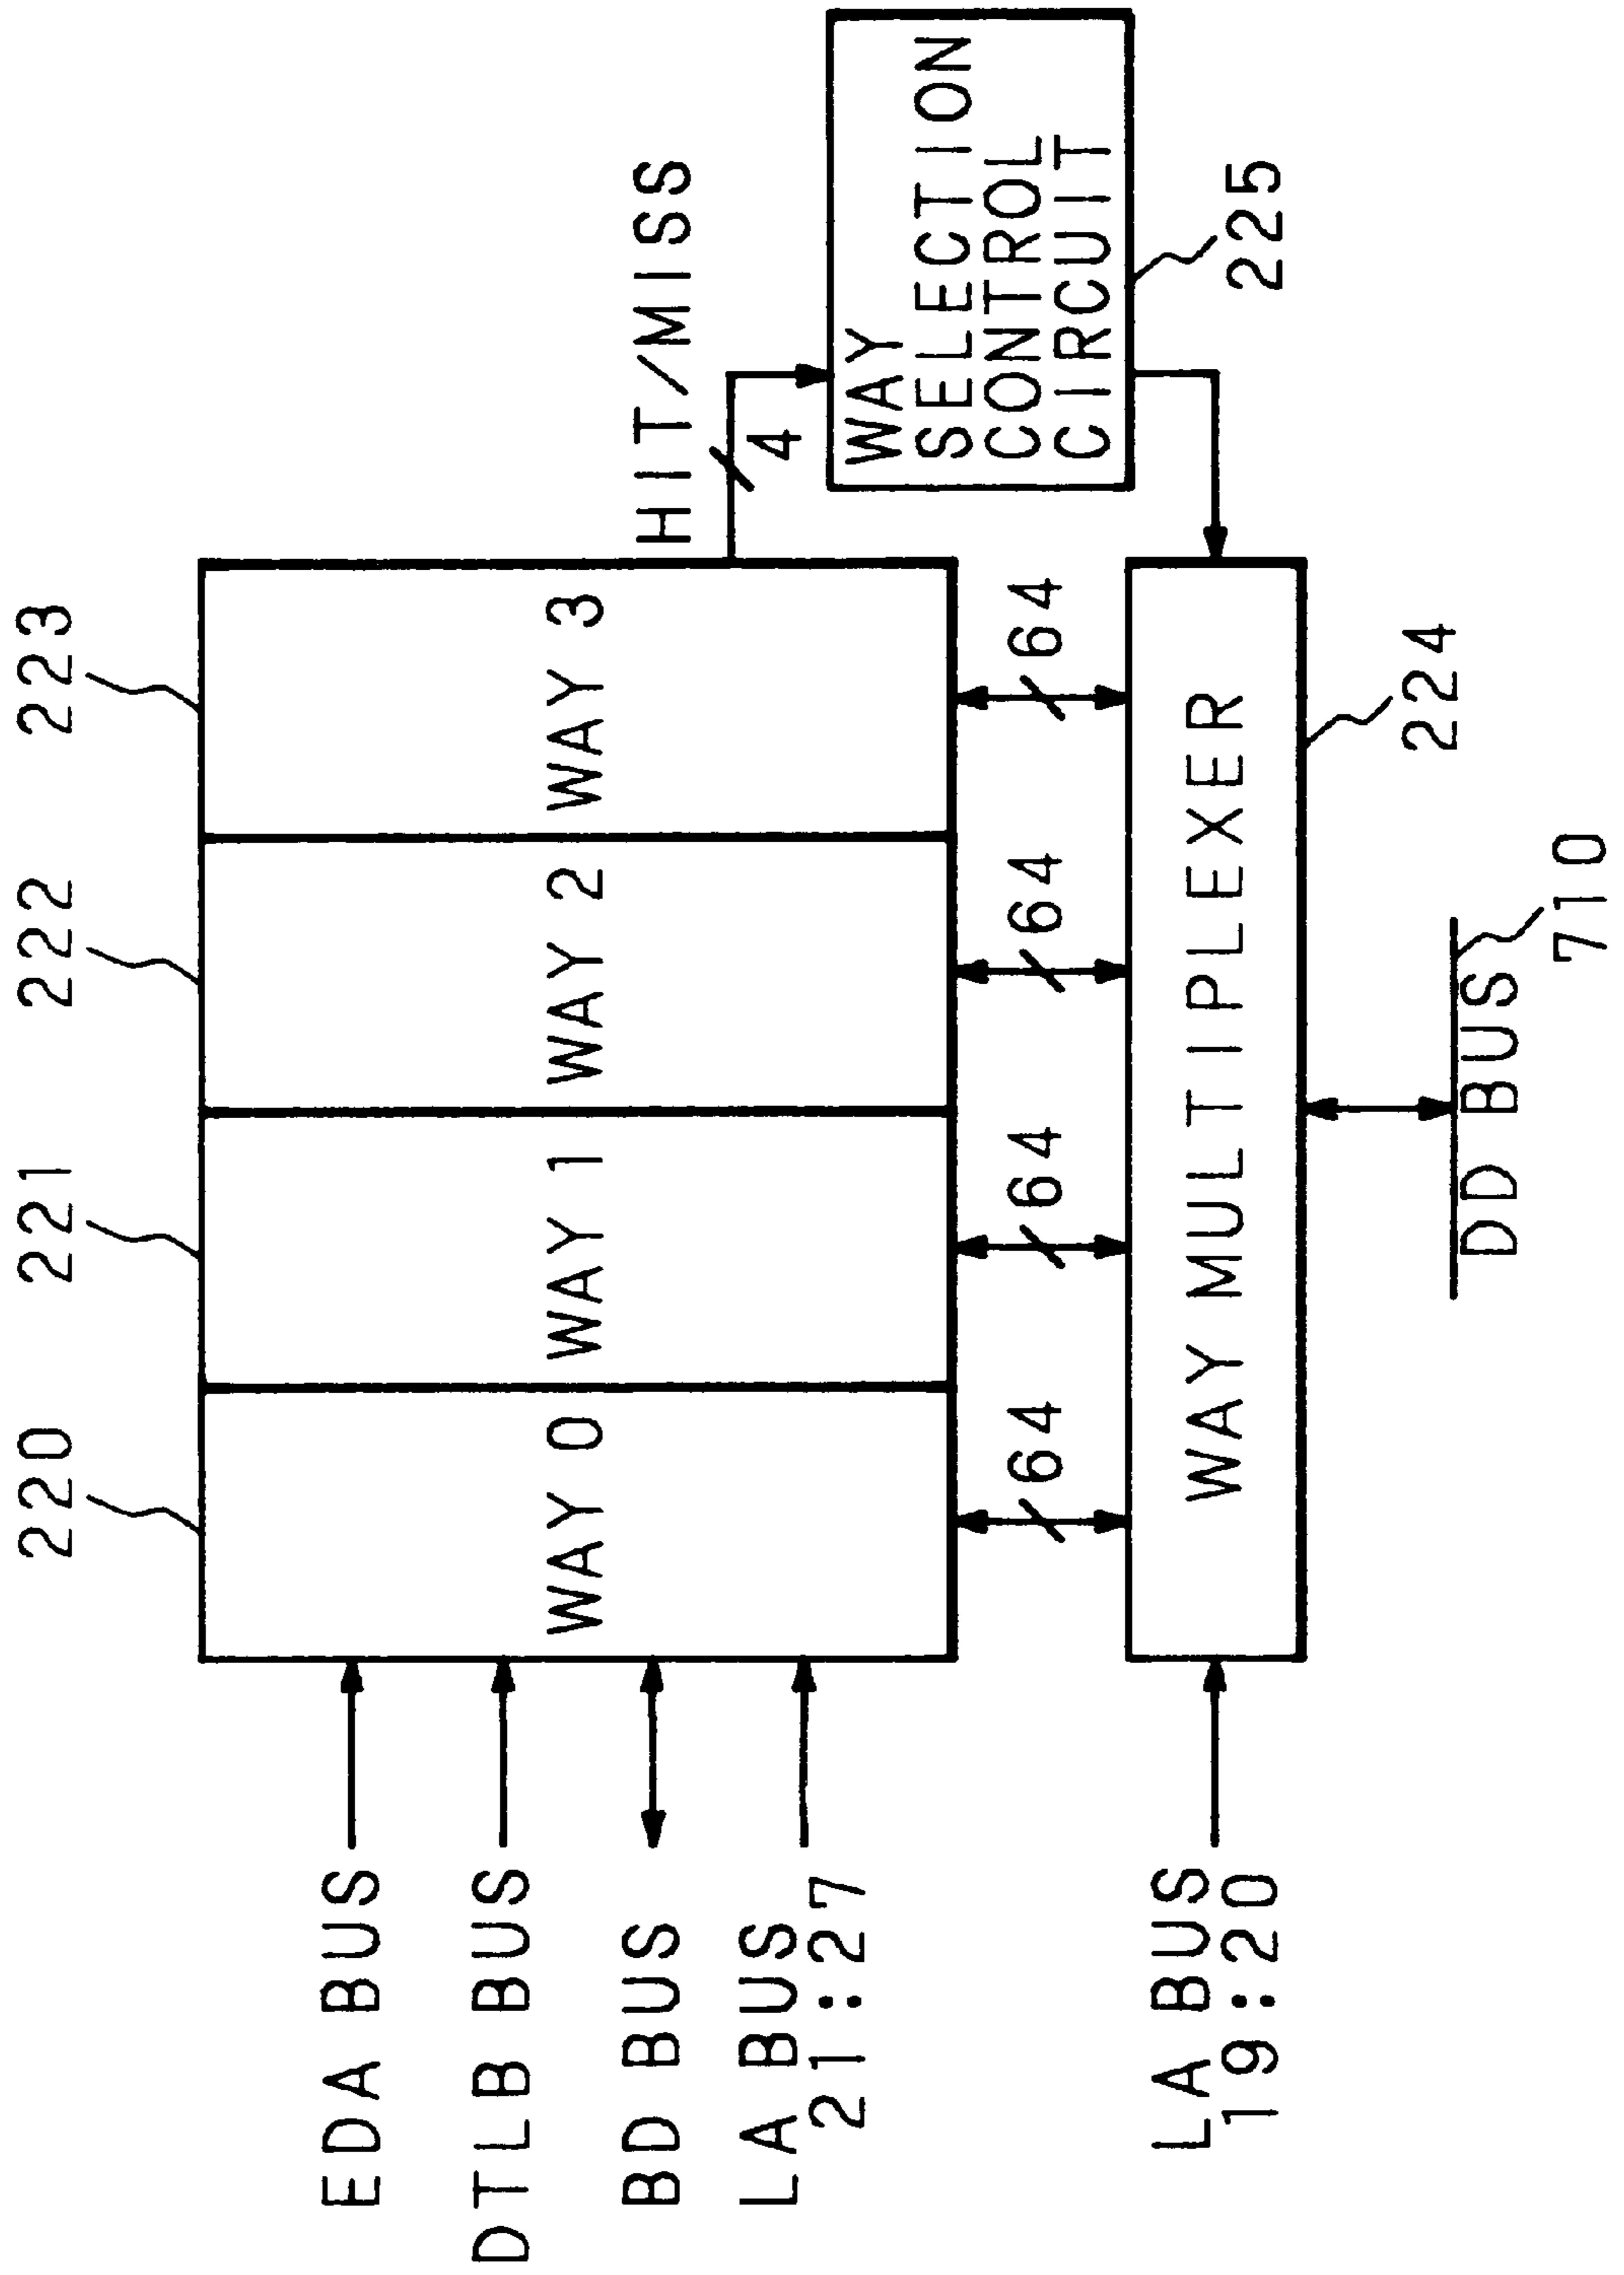 220
221
222
223
EDA BUS
DTLB BUS
BD BUS
LA BUS
21:27
WAY 0
WAY 1
WAY 2
WAY 3
HIT/MISS
4
WAY
SELECTION
CONTROL
CIRCUIT
225
64
64
64
64
LA BUS
19:20
WAY MULTIPLEXER
224
DD BUS
710